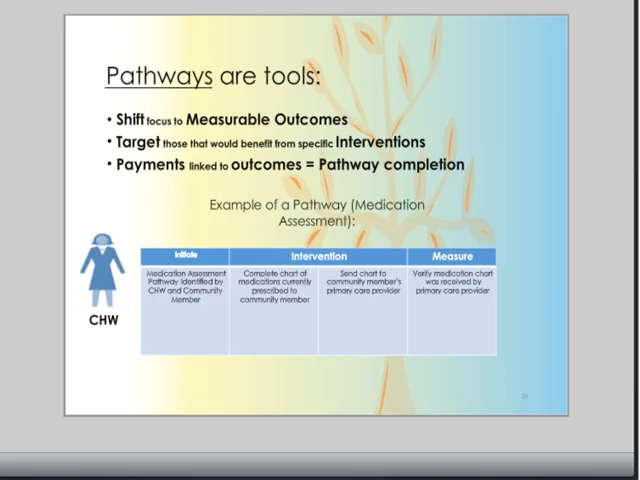 Pathways are tools:
• Shift focus to Measurable Outcomes
• Target those that would benefit from specific Interventions
• Payments linked to outcomes = Pathway completion
Example of a Pathway (Medication
Assessment):
CHW
Initiate
Intervention
Measure
Medication Assessment
Pathway identified by
CHW and Community
Member
Complete chart of
medications currently
prescribed to
community member
Send chart to
community member's
primary care provider
Verify medication chart
was received by
primary care provider
24